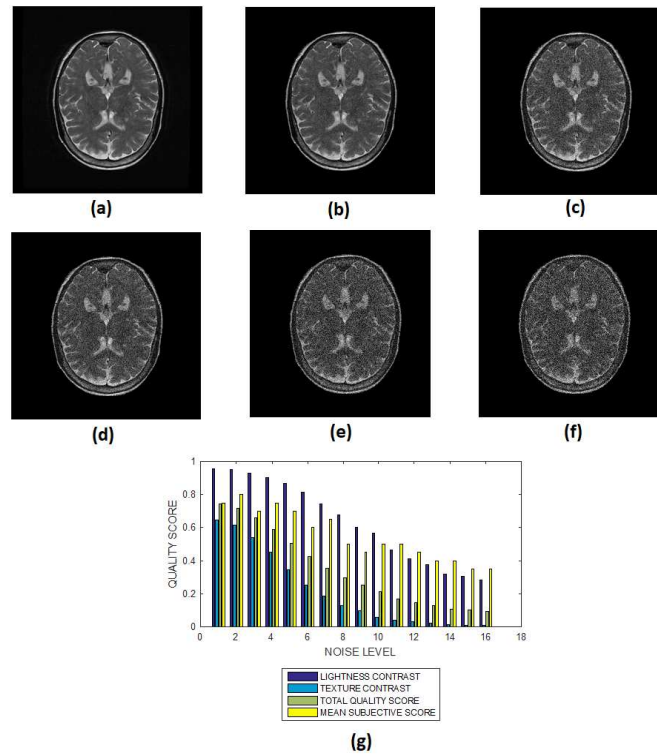 (a)
(b)
(c)
(d)
(e)
(f)
1
0.8
0.6
0.4
0.2
0
QUALITY SCORE
0 2 4 6 8 10 12 14 16 18
NOISE LEVEL
LIGHTNESS CONTRAST
TEXTURE CONTRAST
TOTAL QUALITY SCORE
MEAN SUBJECTIVE SCORE
(g)